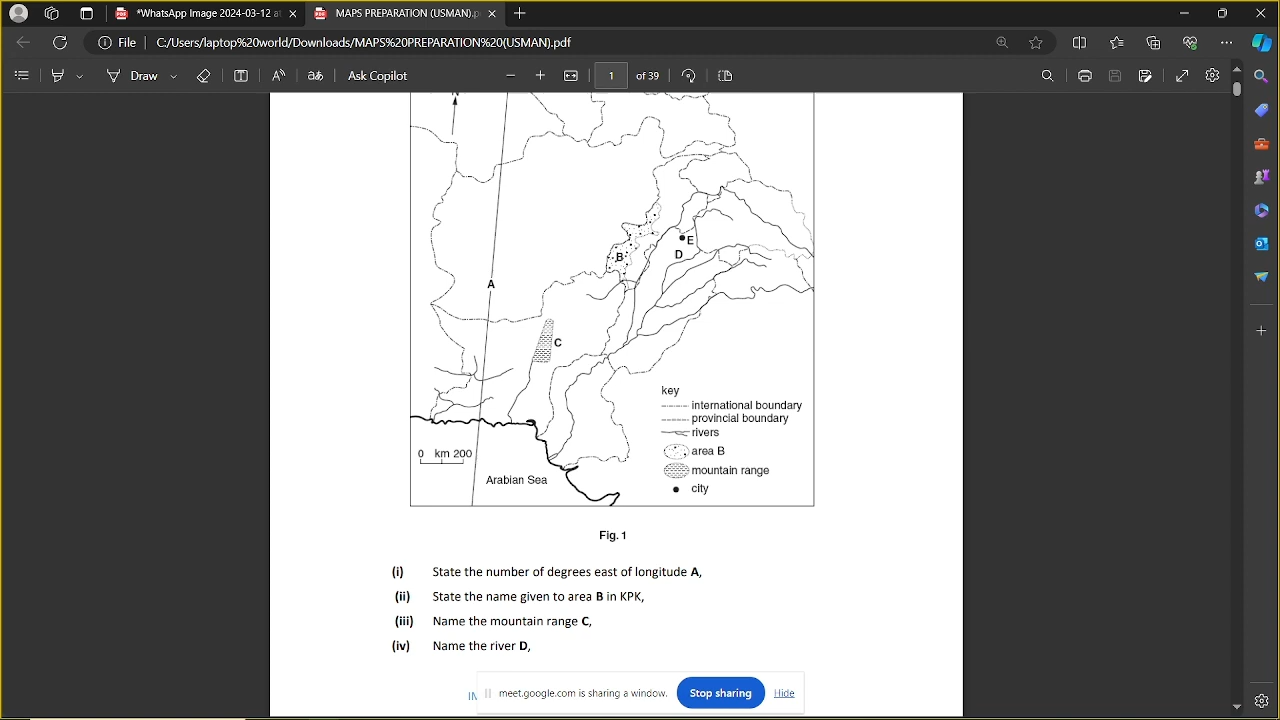 *WhatsApp Image 2024-03-12 at
MAPS PREPARATION (USMAN).p
File
C:/Users/laptop%20world/Downloads/MAPS%20PREPARATION%20(USMAN).pdf
Draw
Ask Copilot
1 of 39
N
E
B
D
A
C
key
international boundary
provincial boundary
rivers
area B
mountain range
city
0 km 200
Arabian Sea
Fig. 1
(i) State the number of degrees east of longitude A,
(ii) State the name given to area B in KPK,
(iii) Name the mountain range C,
(iv) Name the river D,
meet.google.com is sharing a window.
Stop sharing
Hide